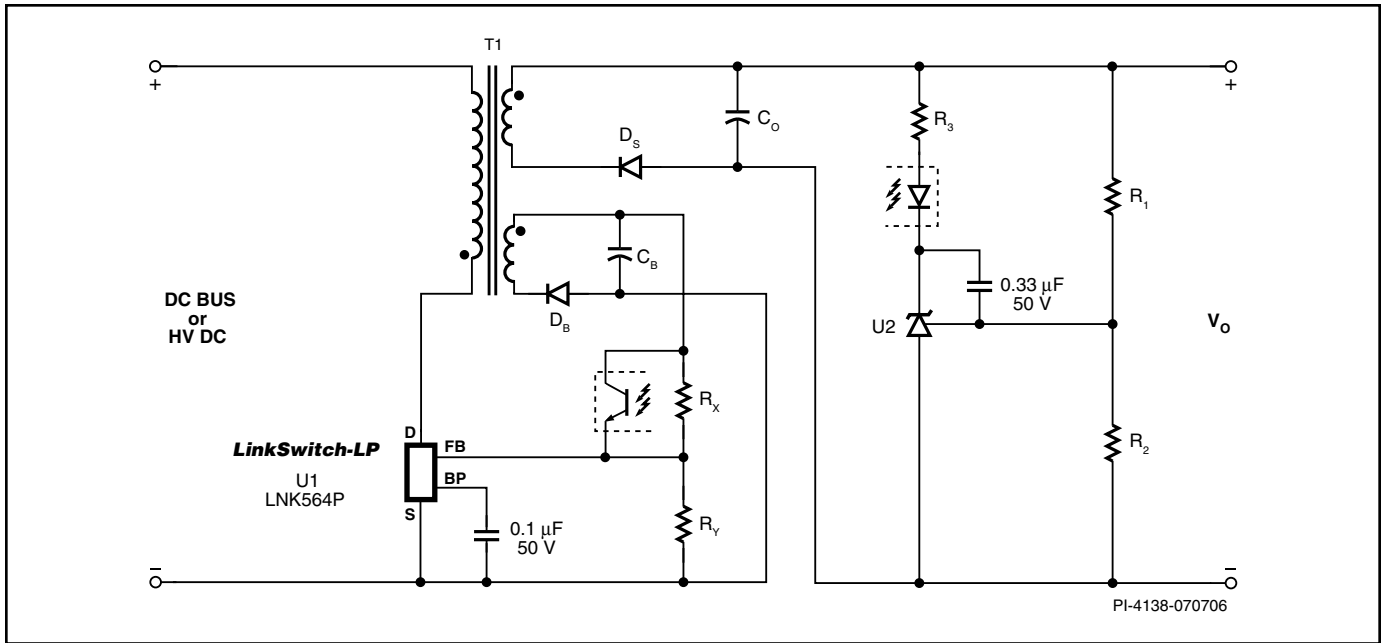 T1
+
+
C_O
R_3
D_S
R_1
C_B
0.33 µF
50 V
DC BUS
or
HV DC
D_B
U2
V_O
R_X
D
LinkSwitch-LP
FB
R_2
U1
BP
LNK564P
S
0.1 µF
50 V
R_Y
–
–
PI-4138-070706